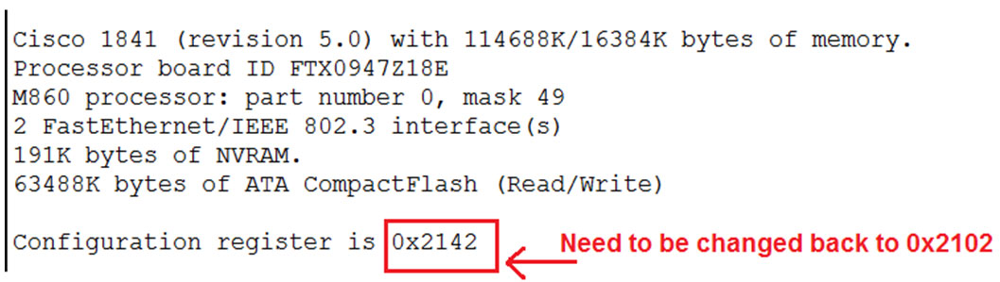 Cisco 1841 (revision 5.0) with 114688K/16384K bytes of memory.
Processor board ID FTX0947Z18E
M860 processor: part number 0, mask 49
2 FastEthernet/IEEE 802.3 interface(s)
191K bytes of NVRAM.
63488K bytes of ATA CompactFlash (Read/Write)
Configuration register is 0x2142 Need to be changed back to 0x2102